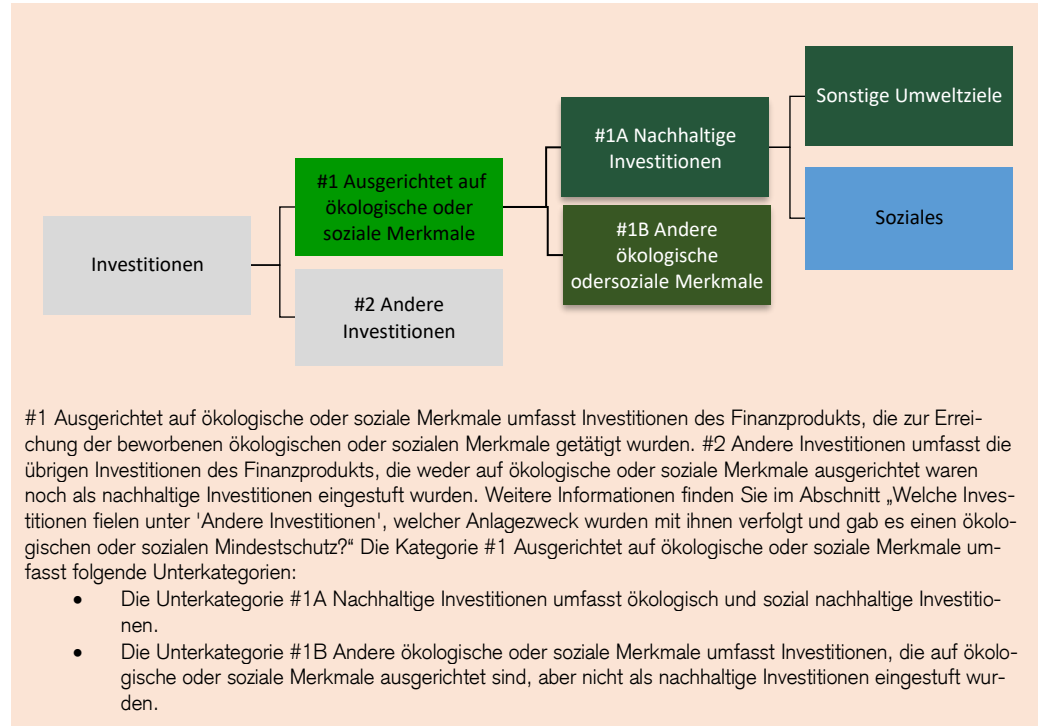 Sonstige Umweltziele
#1A Nachhaltige
Investitionen
#1 Ausgerichtet auf
ökologische oder
soziale Merkmale
Soziales
#1B Andere
ökologische
odersoziale Merkmale
Investitionen
#2 Andere
Investitionen
#1 Ausgerichtet auf ökologische oder soziale Merkmale umfasst Investitionen des Finanzprodukts, die zur Errei-
chung der beworbenen ökologischen oder sozialen Merkmale getätigt wurden. #2 Andere Investitionen umfasst die
übrigen Investitionen des Finanzprodukts, die weder auf ökologische oder soziale Merkmale ausgerichtet waren
noch als nachhaltige Investitionen eingestuft wurden. Weitere Informationen finden Sie im Abschnitt „Welche Inves-
titionen fielen unter 'Andere Investitionen', welcher Anlagezweck wurden mit ihnen verfolgt und gab es einen ökolo-
gischen oder sozialen Mindestschutz?“ Die Kategorie #1 Ausgerichtet auf ökologische oder soziale Merkmale um-
fasst folgende Unterkategorien:
• Die Unterkategorie #1A Nachhaltige Investitionen umfasst ökologisch und sozial nachhaltige Investitio-
nen.
• Die Unterkategorie #1B Andere ökologische oder soziale Merkmale umfasst Investitionen, die auf ökolo-
gische oder soziale Merkmale ausgerichtet sind, aber nicht als nachhaltige Investitionen eingestuft wur-
den.